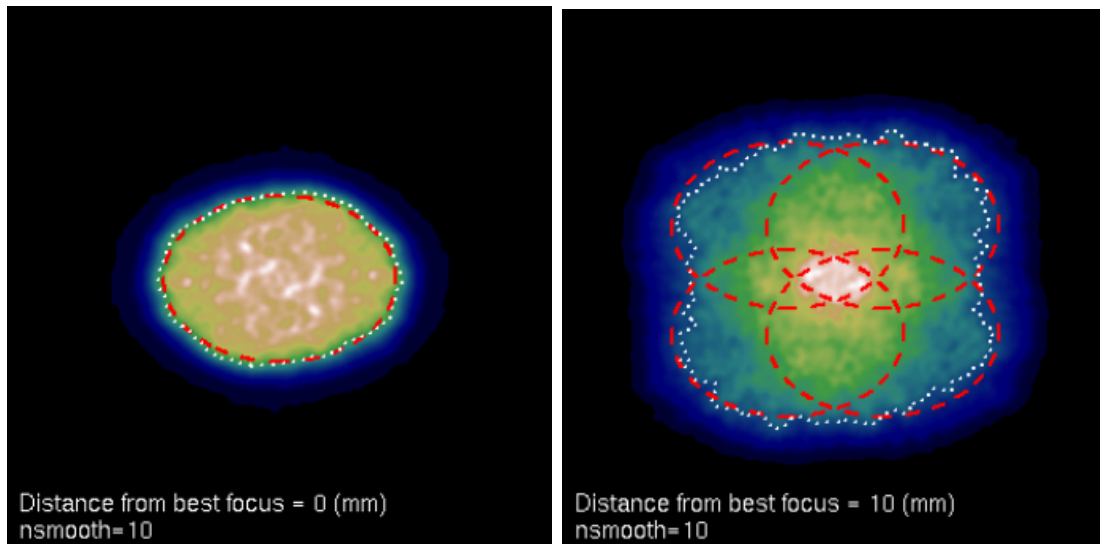 Distance from best focus = 0 (mm)
nsmooth=10
Distance from best focus = 10 (mm)
nsmooth=10